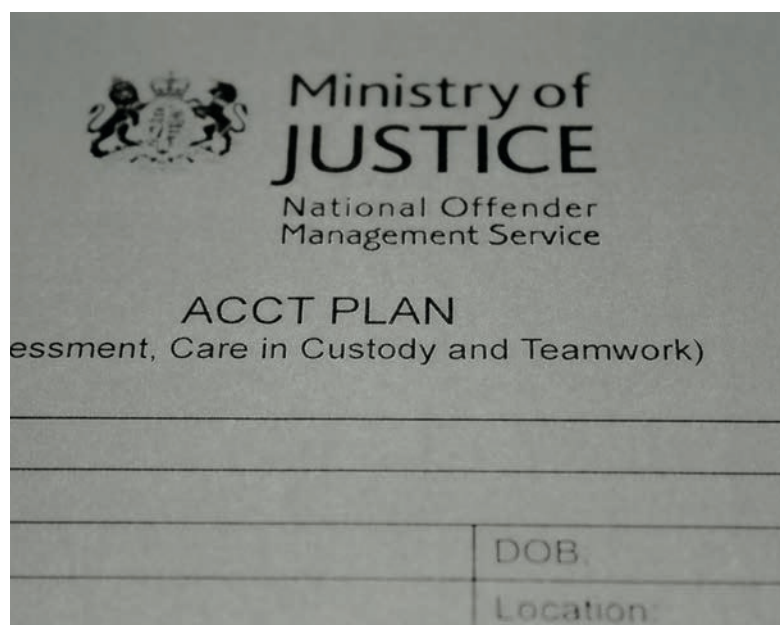 Ministry of
JUSTICE
National Offender
Management Service
ACCT PLAN
essment, Care in Custody and Teamwork)
DOB
Location: